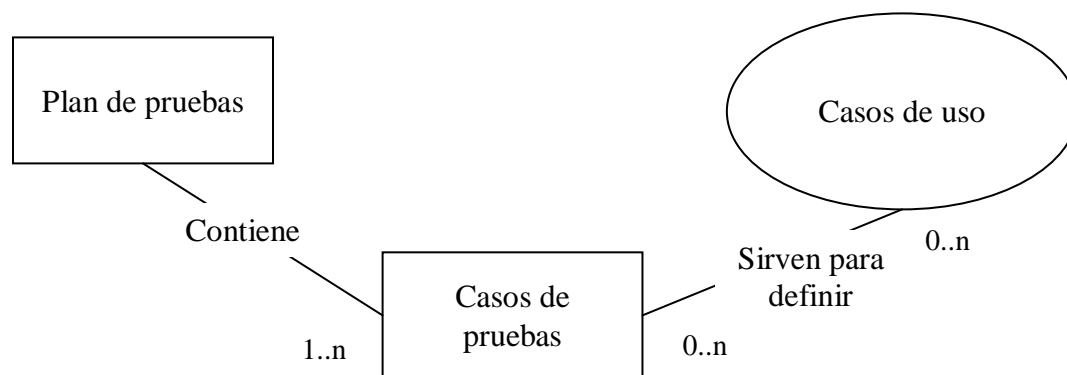 Plan de pruebas
Casos de uso
Contiene
0..n
Sirven para
definir
Casos de
pruebas
1..n
0..n